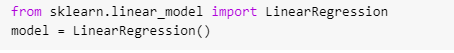 from sklearn.linear_model import LinearRegression
model = LinearRegression()